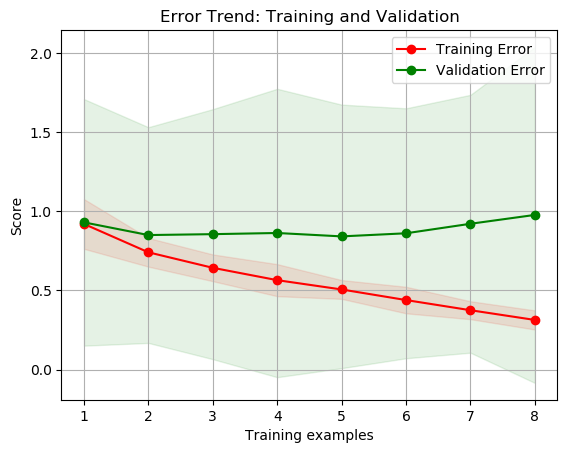 Error Trend: Training and Validation
Training Error
Validation Error
2.0
1.5
1.0
0.5
0.0
Score
1 2 3 4 5 6 7 8
Training examples